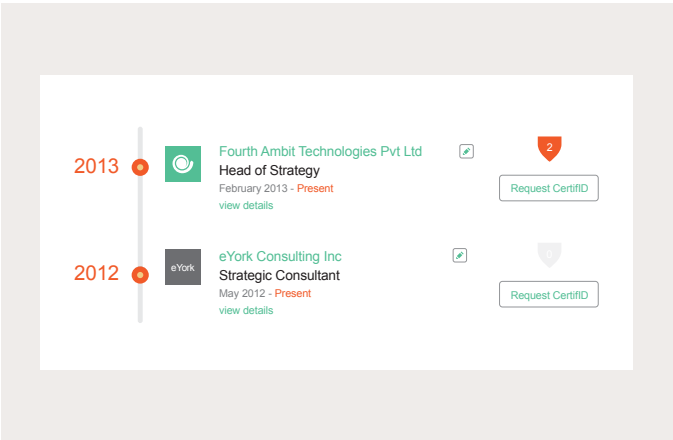 2013
Fourth Ambit Technologies Pvt Ltd
Head of Strategy
February 2013 - Present
view details
2
Request CertifID
2012
eYork
eYork Consulting Inc
Strategic Consultant
May 2012 - Present
view details
0
Request CertifID